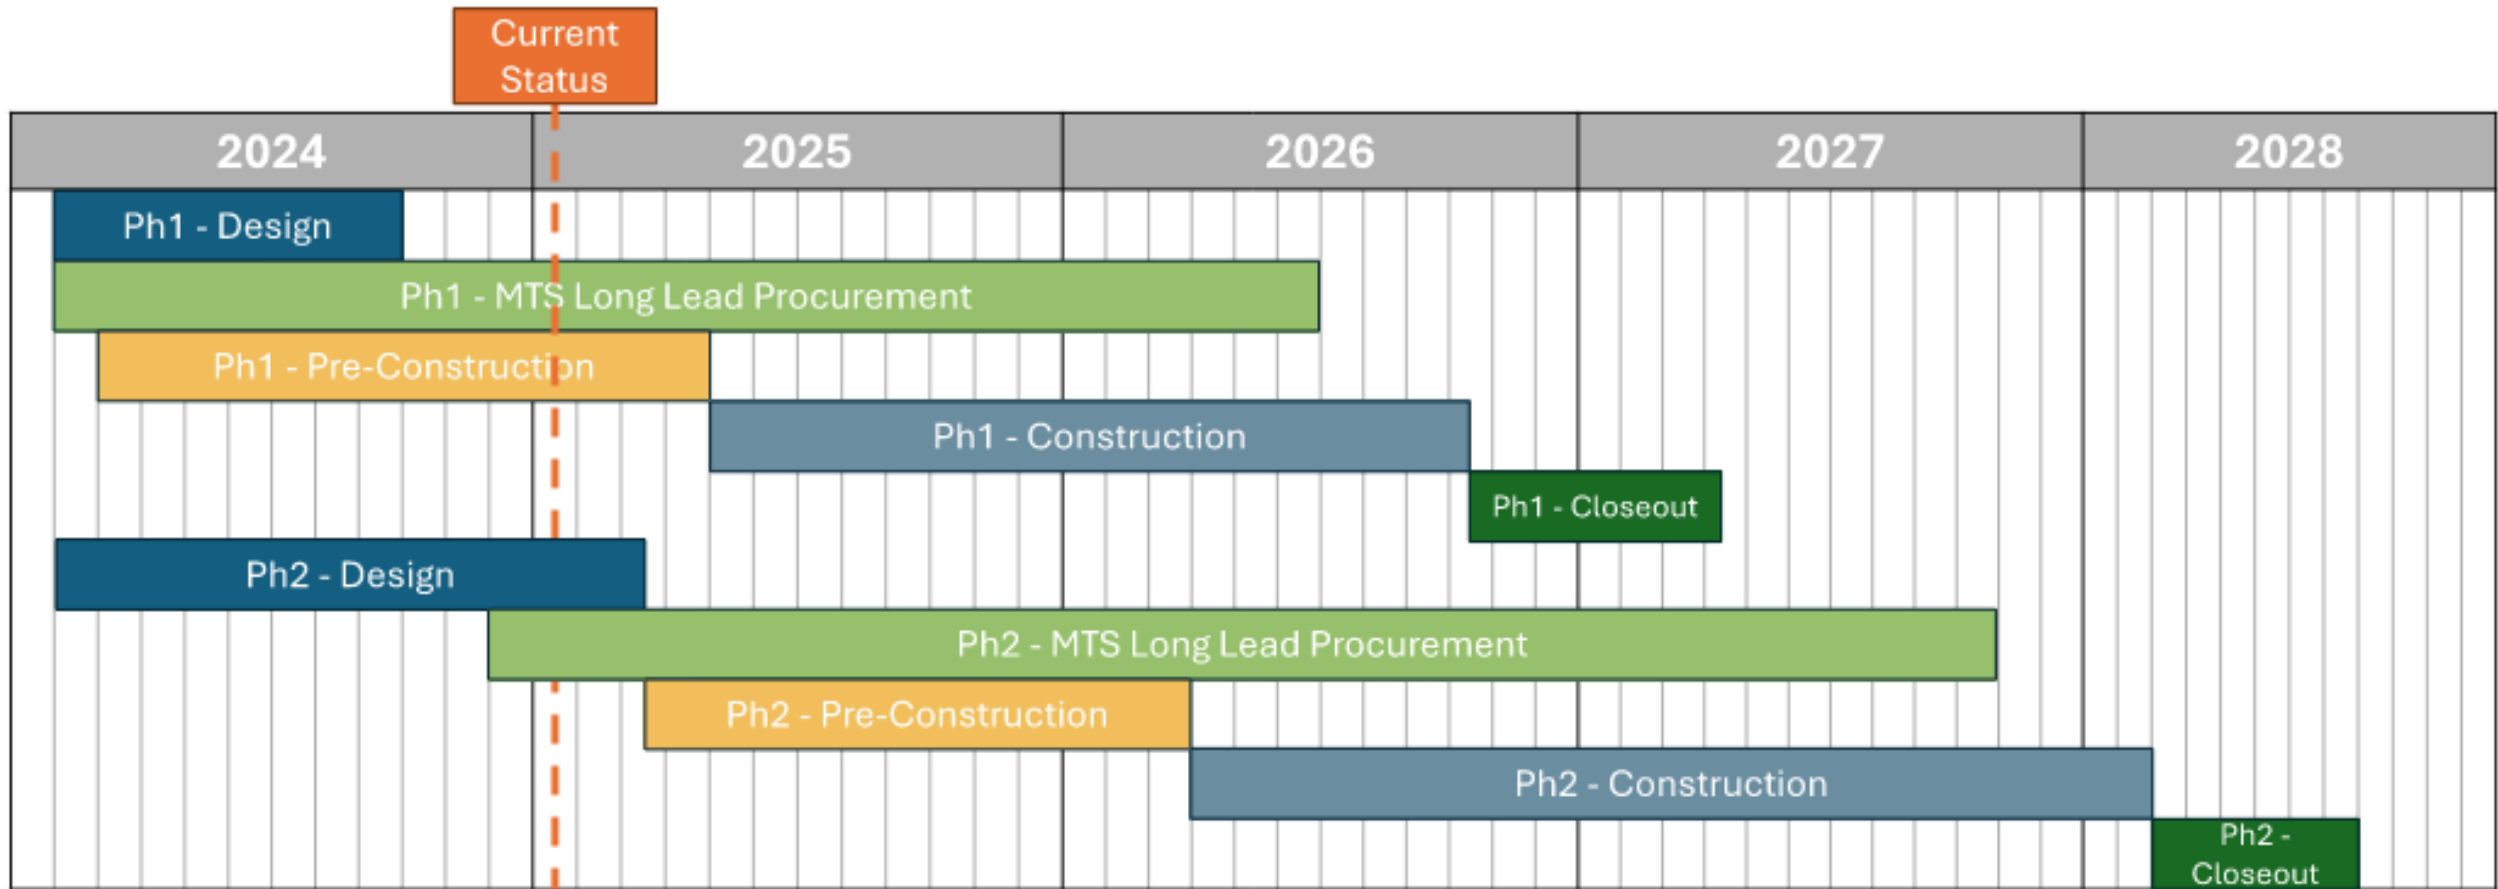 Current
Status
2024 2025 2026 2027 2028
Ph1 - Design
Ph1 - MTS Long Lead Procurement
Ph1 - Pre-Construction
Ph1 - Construction
Ph1 - Closeout
Ph2 - Design
Ph2 - MTS Long Lead Procurement
Ph2 - Pre-Construction
Ph2 - Construction
Ph2 -
Closeout